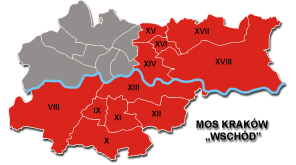 XV
XVII
XVI
XIV
XVIII
XIII
VIII
IX
XI
XII
X
MOS KRAKÓW
„WSCHÓD”